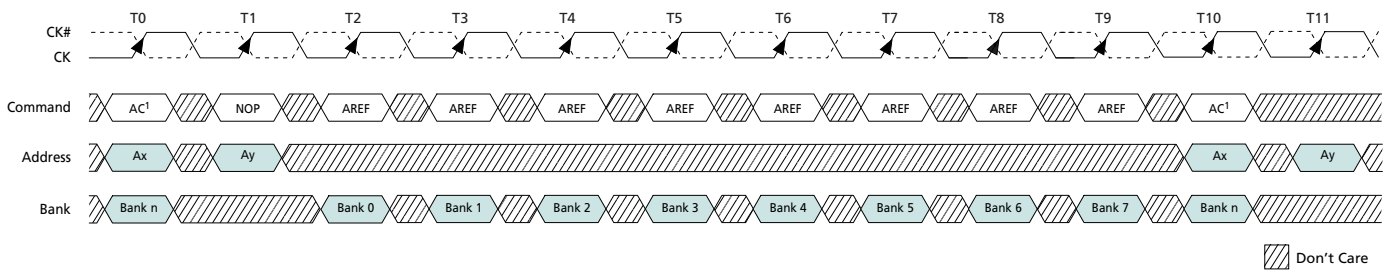 T0 T1 T2 T3 T4 T5 T6 T7 T8 T9 T10 T11
CK#
CK
Command AC¹ NOP AREF AREF AREF AREF AREF AREF AREF AREF AC¹
Address Ax Ay Ax Ay
Bank Bank n Bank 0 Bank 1 Bank 2 Bank 3 Bank 4 Bank 5 Bank 6 Bank 7 Bank n
Don't Care